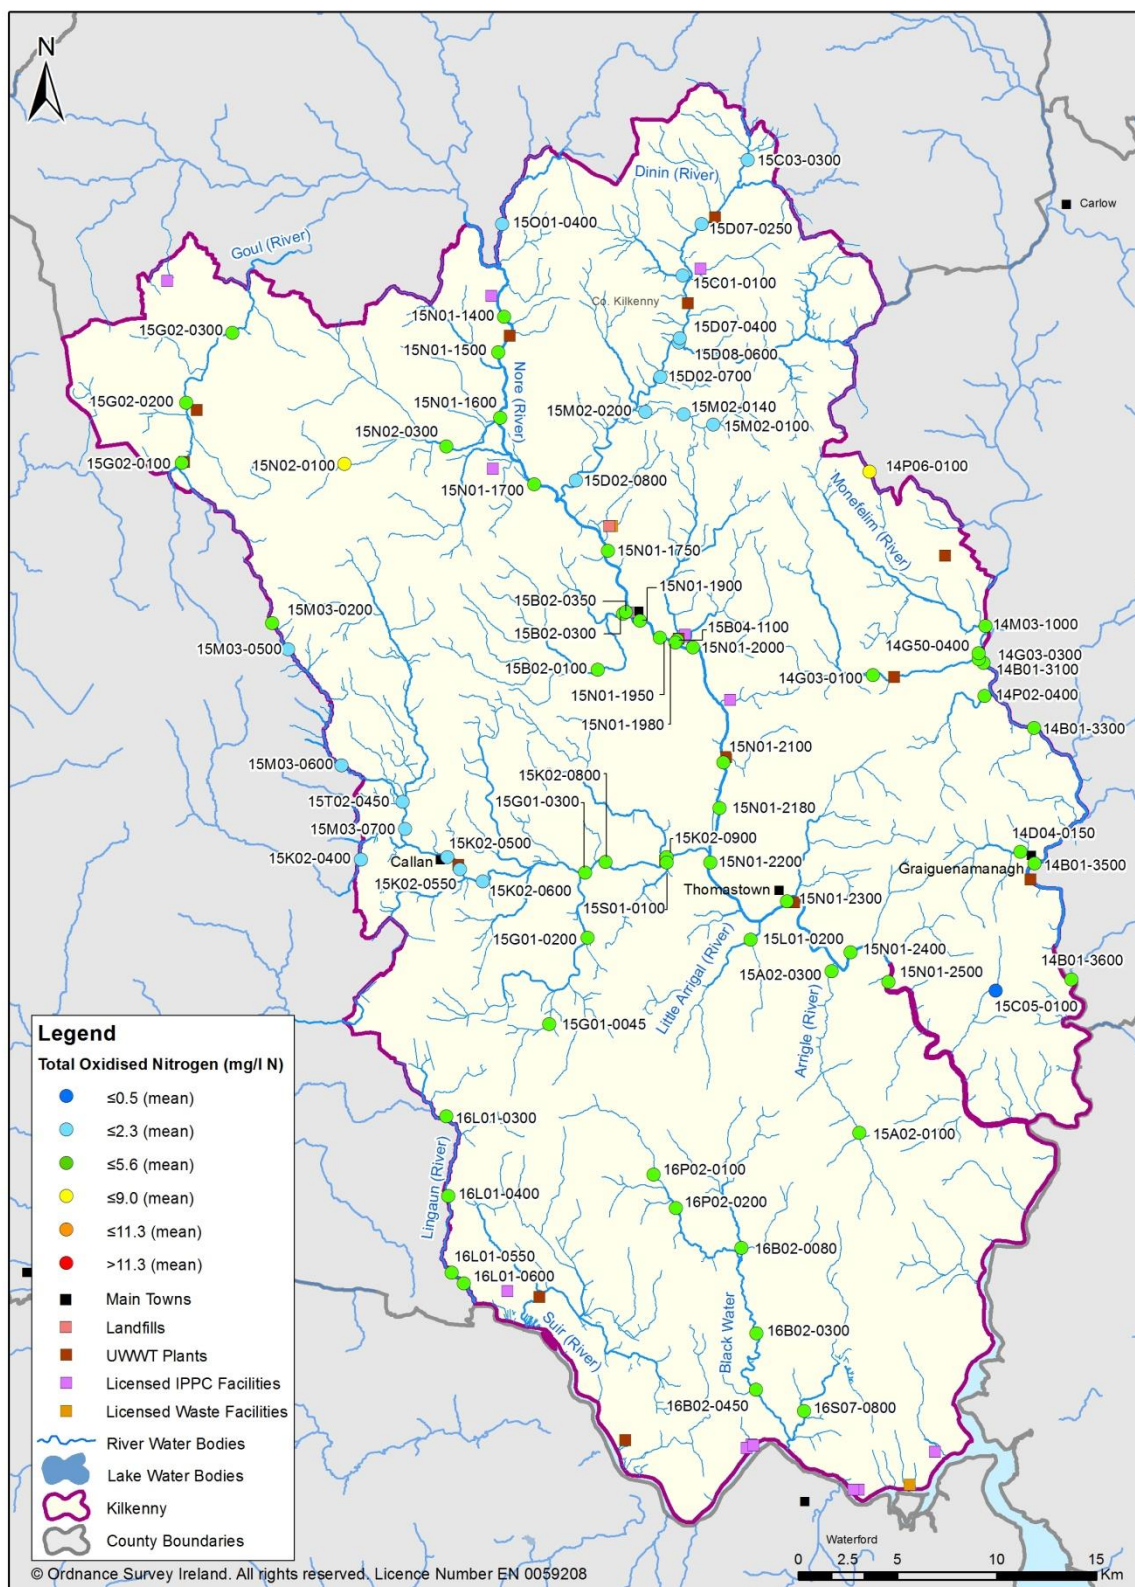 N
15C03-0300
Dinin (River)
Carlow
15O01-0400
15D07-0250
Goul (River)
15C01-0100
Co. Kilkenny
15N01-1400
15G02-0300
15D07-0400
15N01-1500
15D08-0600
Nore (River)
15D02-0700
15G02-0200
15N01-1600
15M02-0200
15M02-0140
15M02-0100
15N02-0300
15G02-0100
15N02-0100
14P06-0100
15N01-1700
15D02-0800
Monefelim (River)
15N01-1750
15N01-1900
15B02-0350
15M03-0200
15B02-0300
15B04-1100
14M03-1000
15M03-0500
15N01-2000
14G50-0400
14G03-0300
15B02-0100
14B01-3100
14G03-0100
15N01-1950
14P02-0400
15N01-1980
14B01-3300
15N01-2100
15M03-0600
15K02-0800
15T02-0450
15G01-0300
15N01-2180
15M03-0700
15K02-0900
14D04-0150
15K02-0500
15K02-0400
Callan
15N01-2200
14B01-3500
Graiguenamanagh
15K02-0550
15K02-0600
Thomastown
15N01-2300
15S01-0100
15G01-0200
15L01-0200
15N01-2400
Little Arrigal (River)
15A02-0300
15N01-2500
14B01-3600
15C05-0100
15G01-0045
Arrigle (River)
16L01-0300
15A02-0100
16P02-0100
Lingaun (River)
16L01-0400
16P02-0200
16B02-0080
16L01-0550
16L01-0600
Suir (River)
Black Water
16B02-0300
16B02-0450
16S07-0800
Waterford
Legend
Total Oxidised Nitrogen (mg/l N)
≤0.5 (mean)
≤2.3 (mean)
≤5.6 (mean)
≤9.0 (mean)
≤11.3 (mean)
>11.3 (mean)
Main Towns
Landfills
UWWT Plants
Licensed IPPC Facilities
Licensed Waste Facilities
River Water Bodies
Lake Water Bodies
Kilkenny
County Boundaries
0 2.5 5 10 15
Km
© Ordnance Survey Ireland. All rights reserved. Licence Number EN 0059208